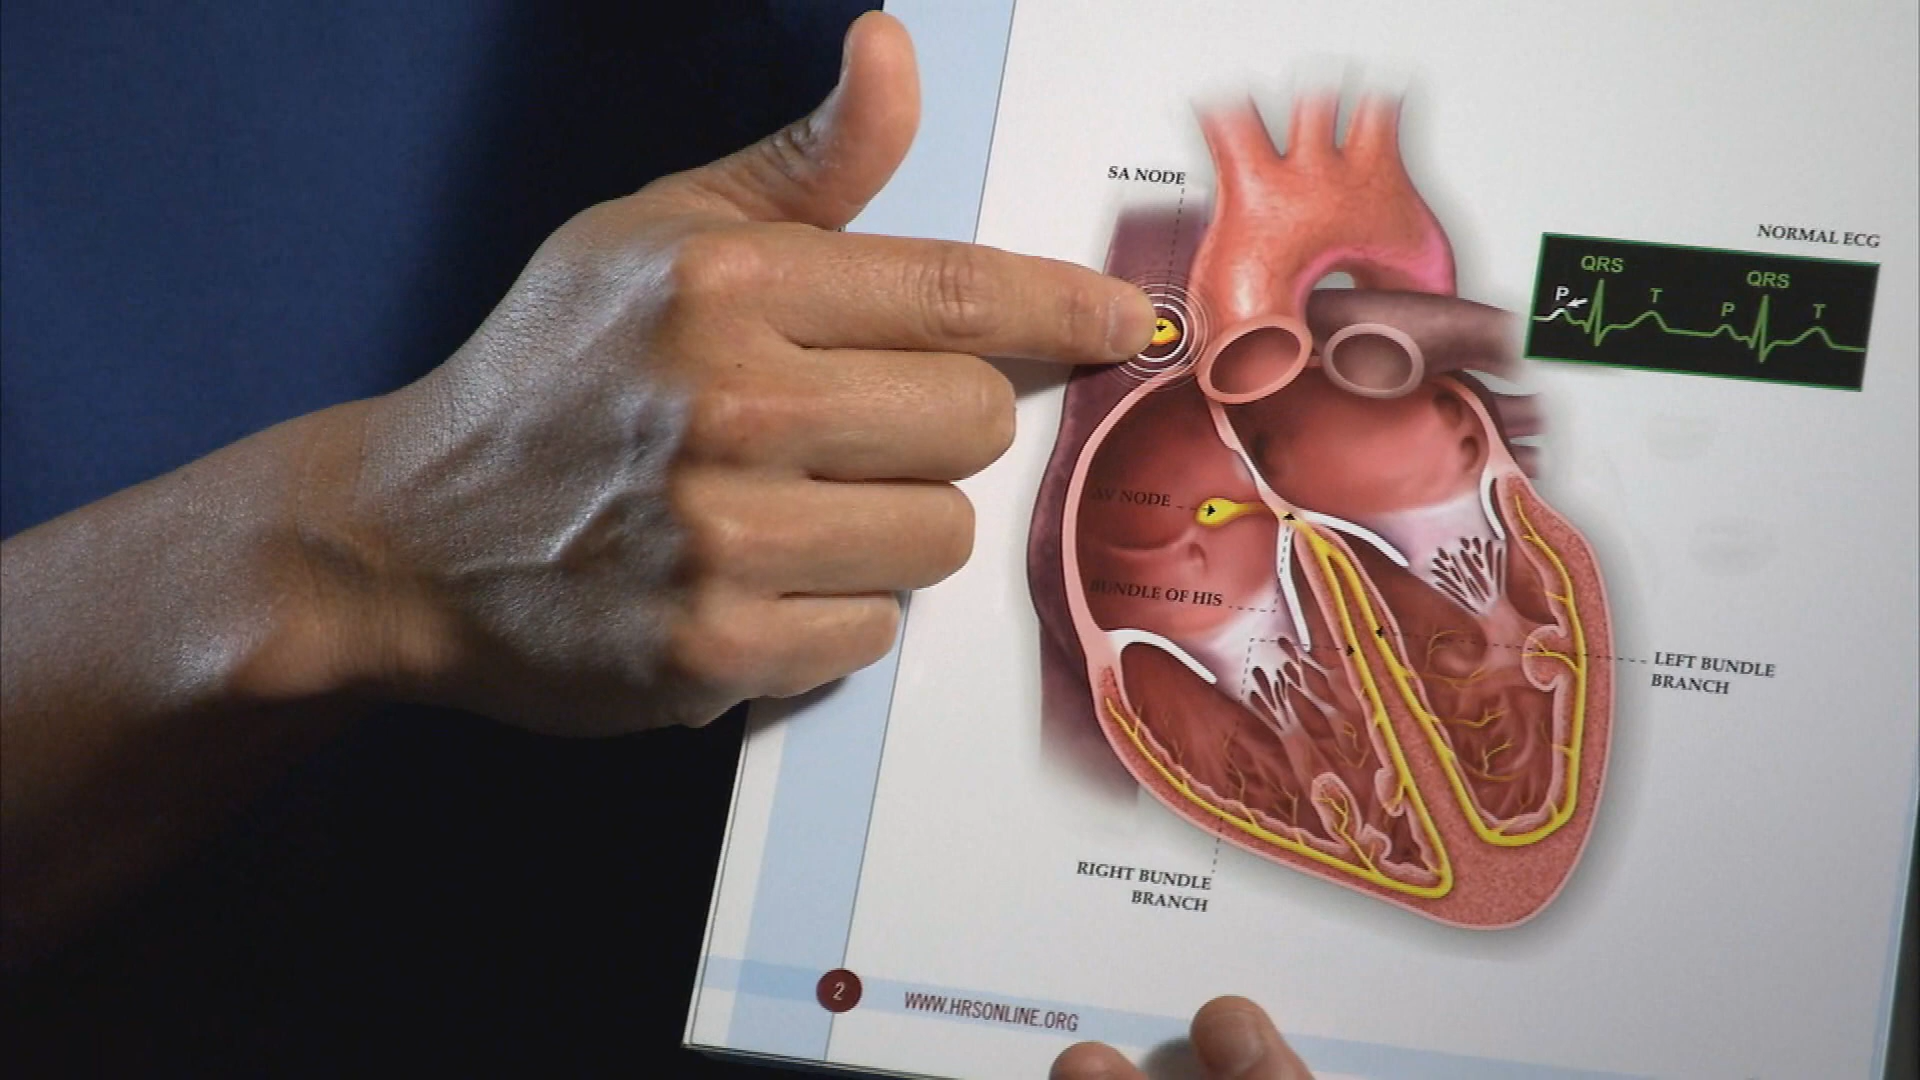 SA NODE
NORMAL ECG
QRS
QRS
P
T
P
T
AV NODE
BUNDLE OF HIS
LEFT BUNDLE
BRANCH
RIGHT BUNDLE
BRANCH
2
WWW.HRSONLINE.ORG